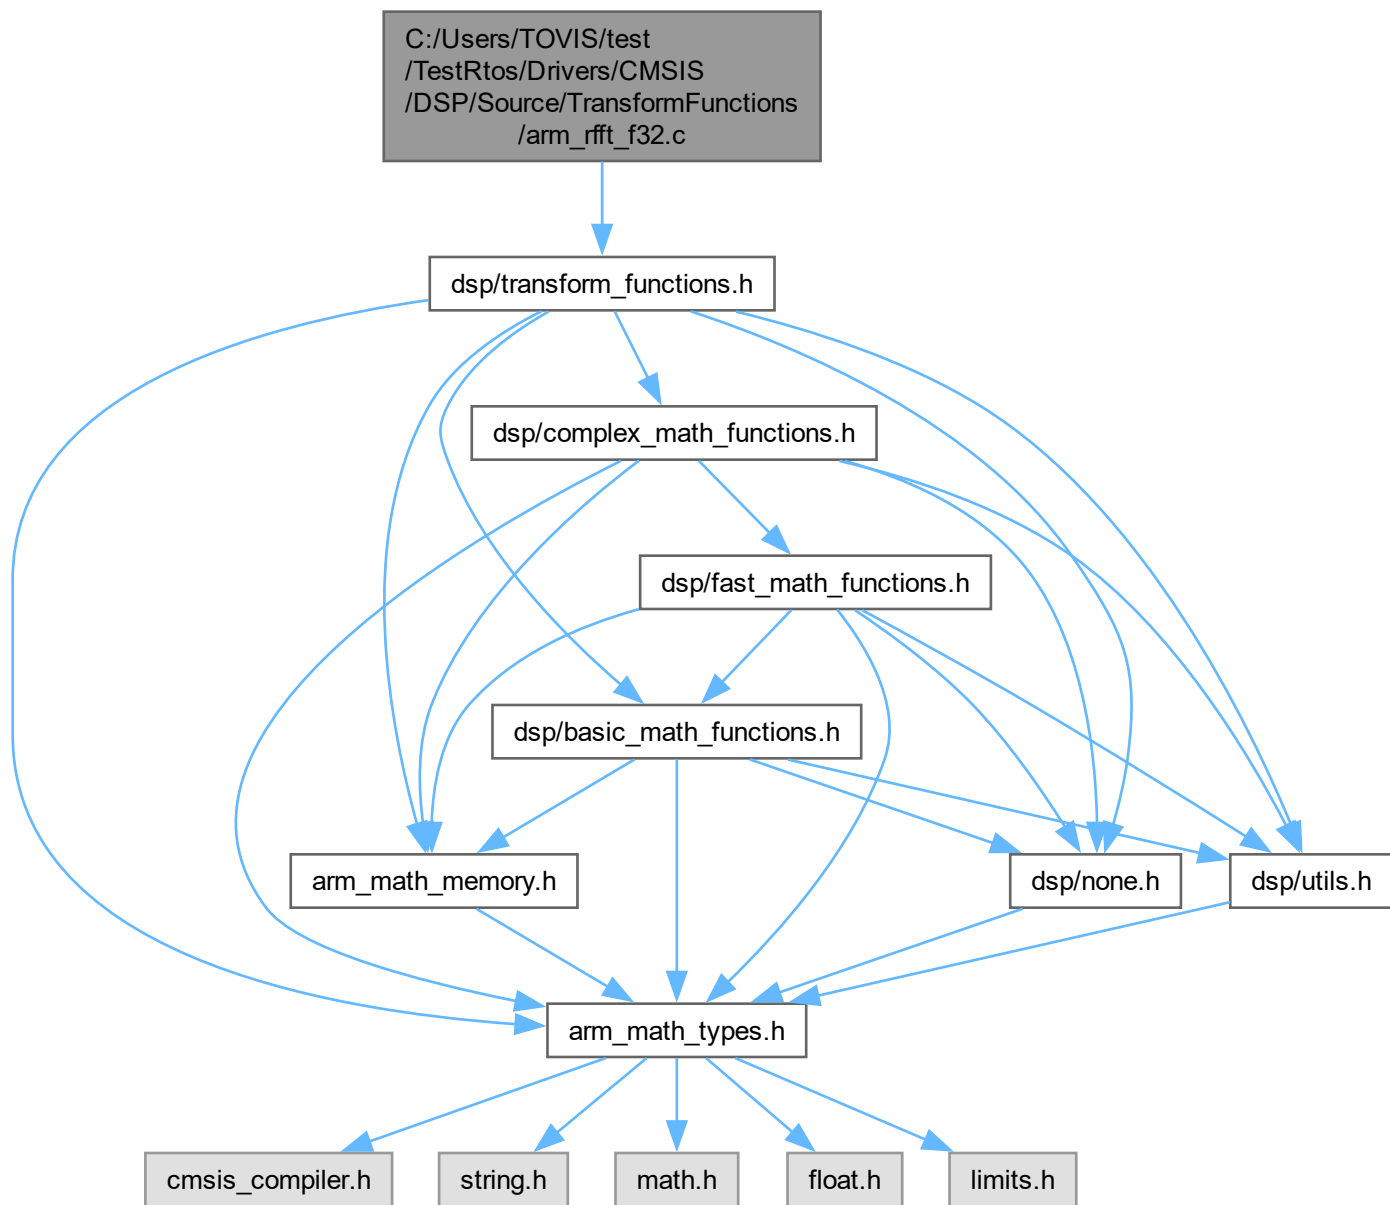 C:/Users/TOVIS/test
/TestRtos/Drivers/CMSIS
/DSP/Source/TransformFunctions
/arm_rfft_f32.c
dsp/transform_functions.h
dsp/complex_math_functions.h
dsp/fast_math_functions.h
dsp/basic_math_functions.h
arm_math_memory.h
dsp/none.h
dsp/utils.h
arm_math_types.h
cmsis_compiler.h
string.h
math.h
float.h
limits.h